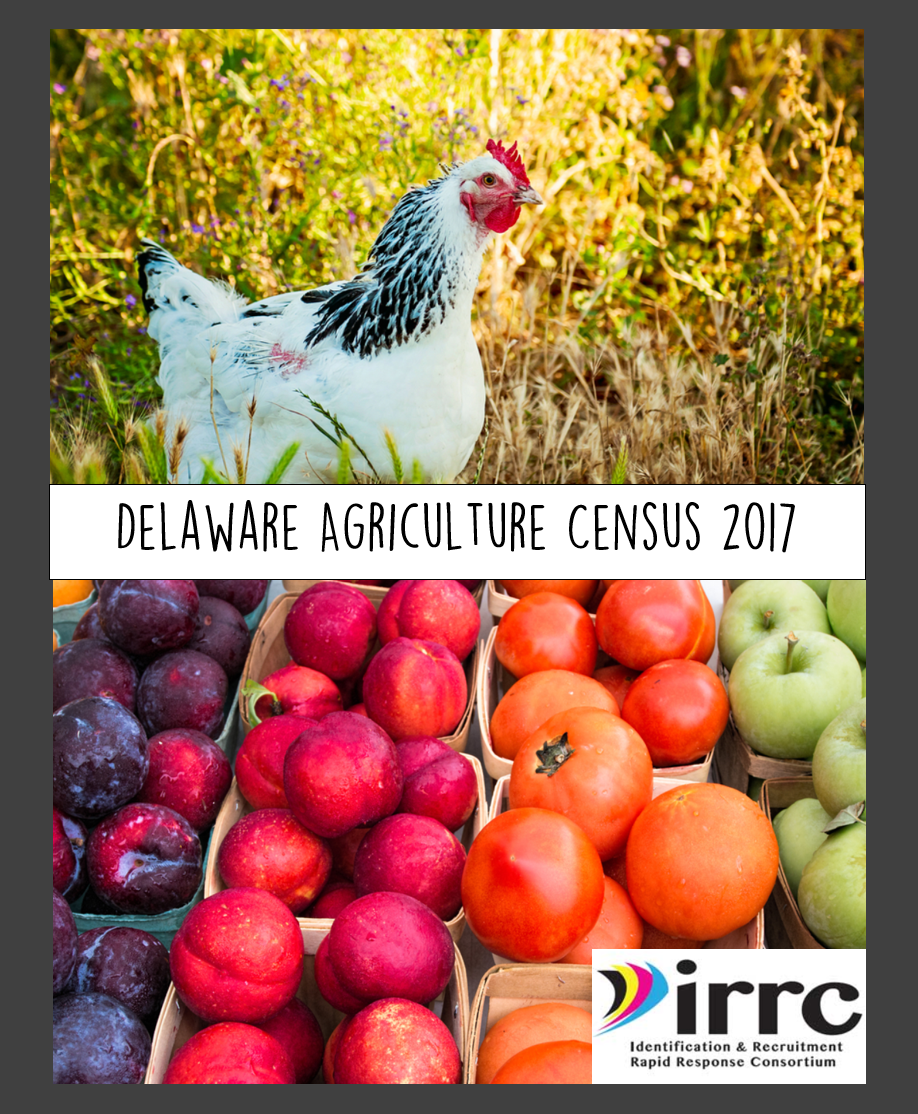 DELAWARE AGRICULTURE CENSUS 2017
irrc
Identification & Recruitment
Rapid Response Consortium